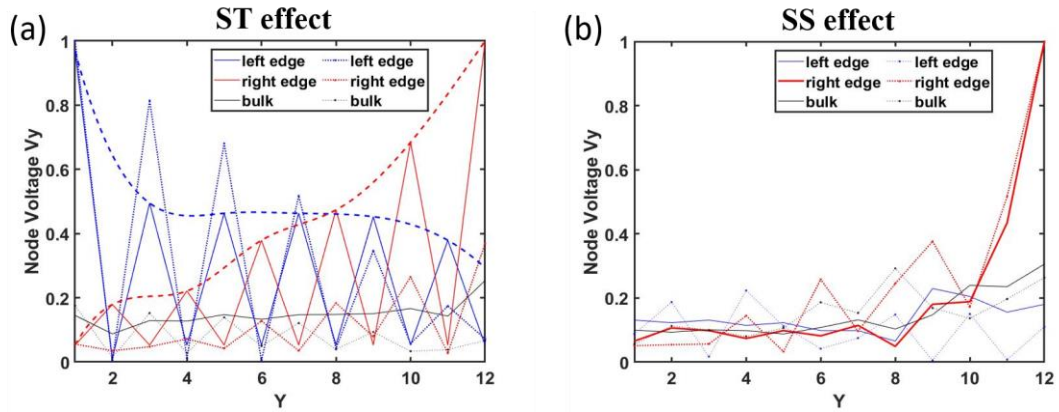 ST effect
SS effect
(a)
(b)
1
0.8
0.6
0.4
0.2
0
Node Voltage Vy
left edge left edge
right edge right edge
bulk bulk
2 4 6 8 10 12
Y
1
0.8
0.6
0.4
0.2
0
Node Voltage Vy
left edge left edge
right edge right edge
bulk bulk
2 4 6 8 10 12
Y